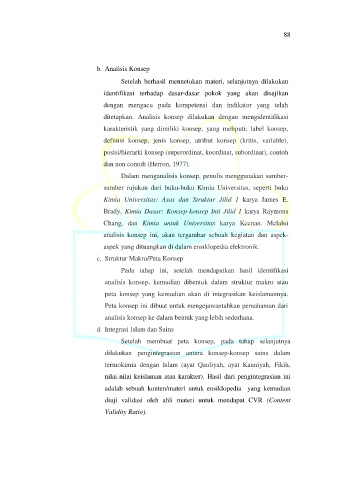 88
b. Analisis Konsep
Setelah berhasil menentukan materi, selanjutnya dilakukan
identifikasi terhadap dasar-dasar pokok yang akan disajikan
dengan mengacu pada kompetensi dan indikator yang telah
ditetapkan. Analisis konsep dilakukan dengan mengidentifikasi
karakteristik yang dimiliki konsep, yang meliputi; label konsep,
definisi konsep, jenis konsep, atribut konsep (kritis, variable),
posisi/hierarki konsep (superordinat, koordinat, subordinat), contoh
dan non contoh (Herron, 1977).
Dalam menganalisis konsep, penulis menggunakan sumber-
sumber rujukan dari buku-buku Kimia Universitas, seperti buku
Kimia Universitas: Asas dan Struktur Jilid 1 karya James E.
Brady, Kimia Dasar: Konsep-konsep Inti Jilid 1 karya Raymons
Chang, dan Kimia untuk Universitas karya Keenan. Melalui
analisis konsep ini, akan tergambar sebuah kegiatan dan aspek-
aspek yang dituangkan di dalam ensiklopedia elektronik.
c. Struktur Makro/Peta Konsep
Pada tahap ini, setelah mendapatkan hasil identifikasi
analisis konsep, kemudian dibentuk dalam struktur makro atau
peta konsep yang kemudian akan di integrasikan keislamannya.
Peta konsep ini dibuat untuk mengejawantahkan pemahaman dari
analisis konsep ke dalam bentuk yang lebih sederhana.
d. Integrasi Islam dan Sains
Setelah membuat peta konsep, pada tahap selanjutnya
dilakukan pengintegrasian antara konsep-konsep sains dalam
termokimia dengan Islam (ayat Qauliyah, ayat Kauniyah, Fikih,
nilai-nilai keislaman atau karakter). Hasil dari pengintegrasian ini
adalah sebuah konten/materi untuk ensiklopedia yang kemudian
diuji validasi oleh ahli materi untuk mendapat CVR (Content
Validity Ratio).